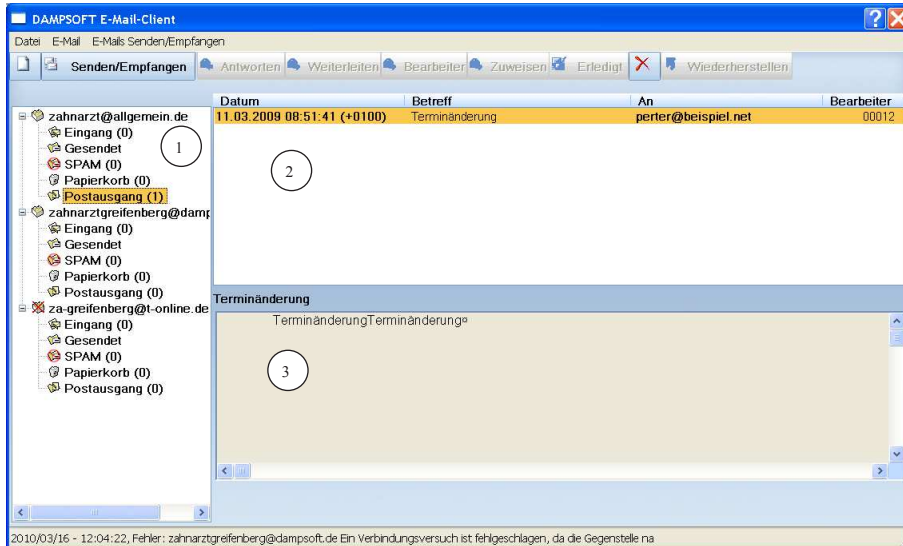 DAMPSOFT E-Mail-Client
Datei E-Mail E-Mails Senden/Empfangen
Senden/Empfangen Antworten Weiterleiten Bearbeiter Zuweisen Erledigt Wiederherstellen
Datum Betreff An Bearbeiter
11.03.2009 08:51:41 (+0100) Terminänderung perter@beispiel.net 00012
zahnarzt@allgemein.de
Eingang (0)
Gesendet
SPAM (0)
Papierkorb (0)
Postausgang (1)
zahnarztgreifenberg@damp
Eingang (0)
Gesendet
SPAM (0)
Papierkorb (0)
Postausgang (0)
za-greifenberg@t-online.de
Eingang (0)
Gesendet
SPAM (0)
Papierkorb (0)
Postausgang (0)
1
2
Terminänderung
TerminänderungTerminänderung¤
3
2010/03/16 - 12:04:22, Fehler: zahnarztgreifenberg@dampsoft.de Ein Verbindungsversuch ist fehlgeschlagen, da die Gegenstelle na